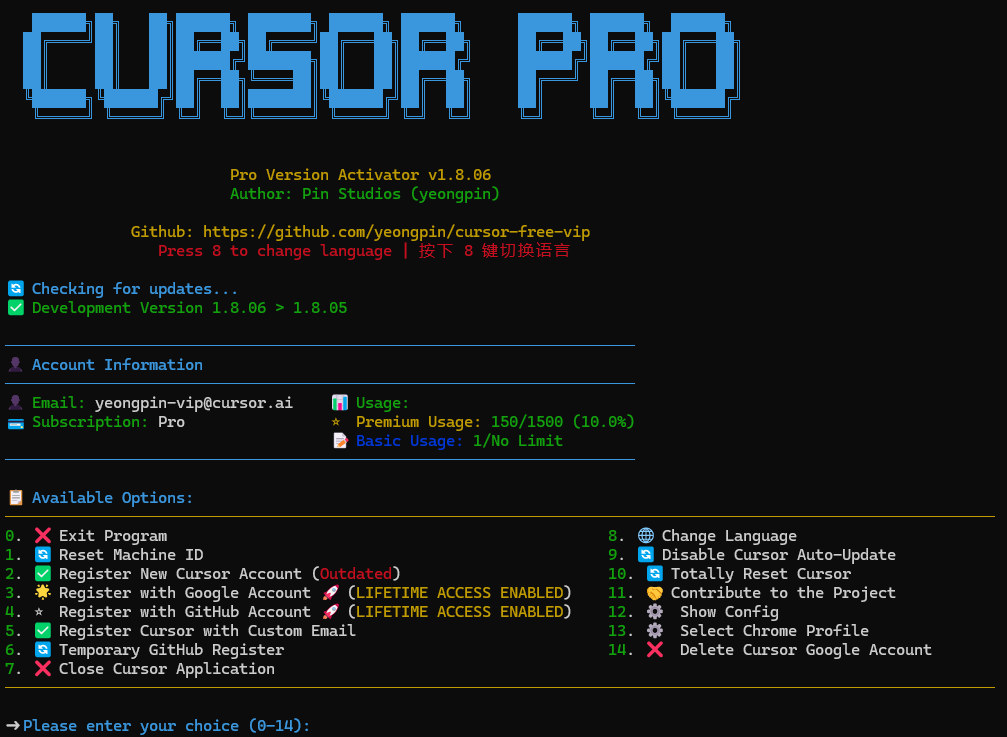 CURSOR PRO
Pro Version Activator v1.8.06
Author: Pin Studios (yeongpin)
Github: https://github.com/yeongpin/cursor-free-vip
Press 8 to change language | 按下 8 键切换语言
Checking for updates...
Development Version 1.8.06 > 1.8.05
Account Information
Email: yeongpin-vip@cursor.ai
Subscription: Pro
Usage:
Premium Usage: 150/1500 (10.0%)
Basic Usage: 1/No Limit
Available Options:
0. Exit Program
1. Reset Machine ID
2. Register New Cursor Account (Outdated)
3. Register with Google Account (LIFETIME ACCESS ENABLED)
4. Register with GitHub Account (LIFETIME ACCESS ENABLED)
5. Register Cursor with Custom Email
6. Temporary GitHub Register
7. Close Cursor Application
8. Change Language
9. Disable Cursor Auto-Update
10. Totally Reset Cursor
11. Contribute to the Project
12. Show Config
13. Select Chrome Profile
14. Delete Cursor Google Account
→Please enter your choice (0-14):